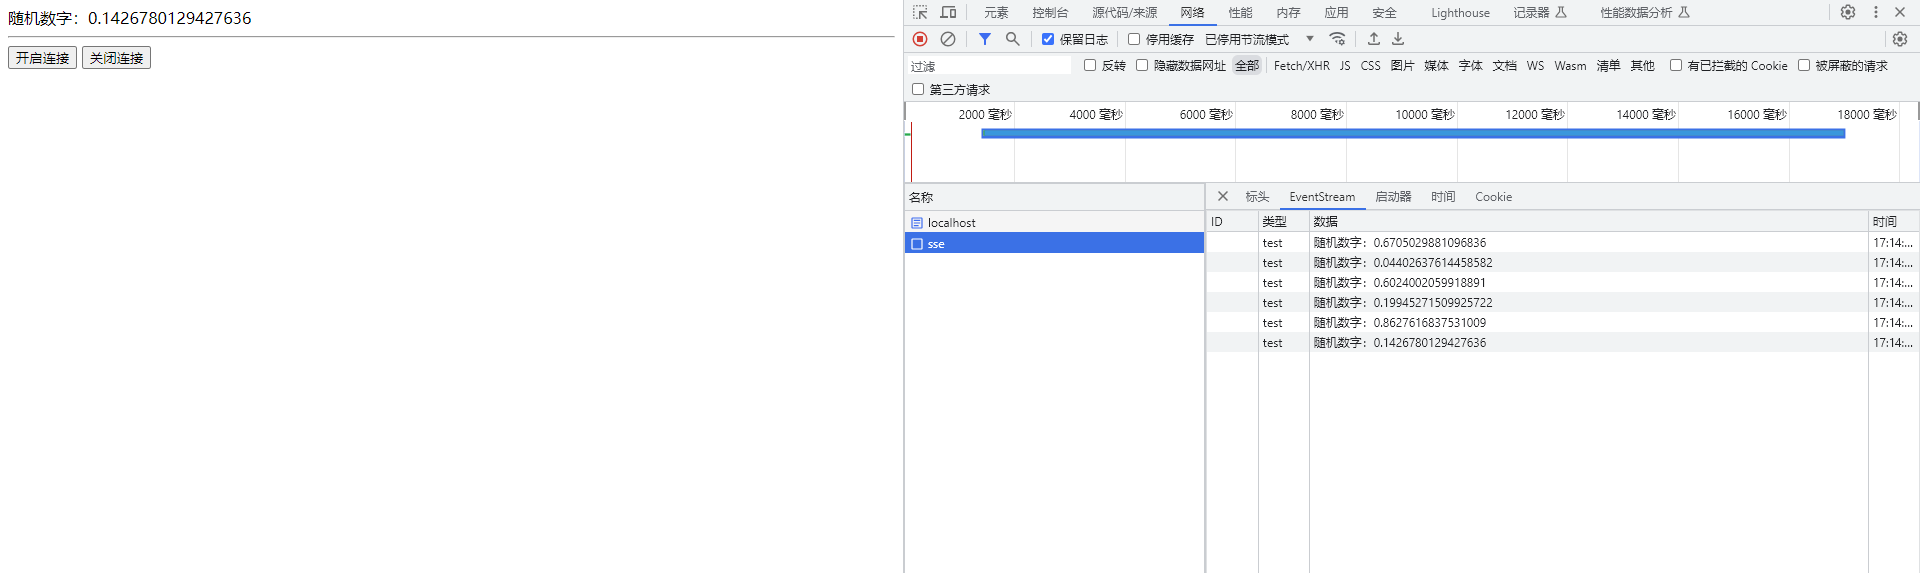 随机数字：0.1426780129427636
开启连接 关闭连接
元素 控制台 源代码/来源 网络 性能 内存 应用 安全 Lighthouse 记录器 性能数据分析
保留日志 停用缓存 已停用节流模式
过滤 反转 隐藏数据网址 全部 Fetch/XHR JS CSS 图片 媒体 字体 文档 WS Wasm 清单 其他 有已拦截的 Cookie 被屏蔽的请求
第三方请求
2000 毫秒 4000 毫秒 6000 毫秒 8000 毫秒 10000 毫秒 12000 毫秒 14000 毫秒 16000 毫秒 18000 毫秒
名称
localhost
sse
标头 EventStream 启动器 时间 Cookie
ID 类型 数据 时间
test 随机数字：0.6705029881096836 17:14:...
test 随机数字：0.04402637614458582 17:14:...
test 随机数字：0.6024002059918891 17:14:...
test 随机数字：0.19945271509925722 17:14:...
test 随机数字：0.8627616837531009 17:14:...
test 随机数字：0.1426780129427636 17:14:...